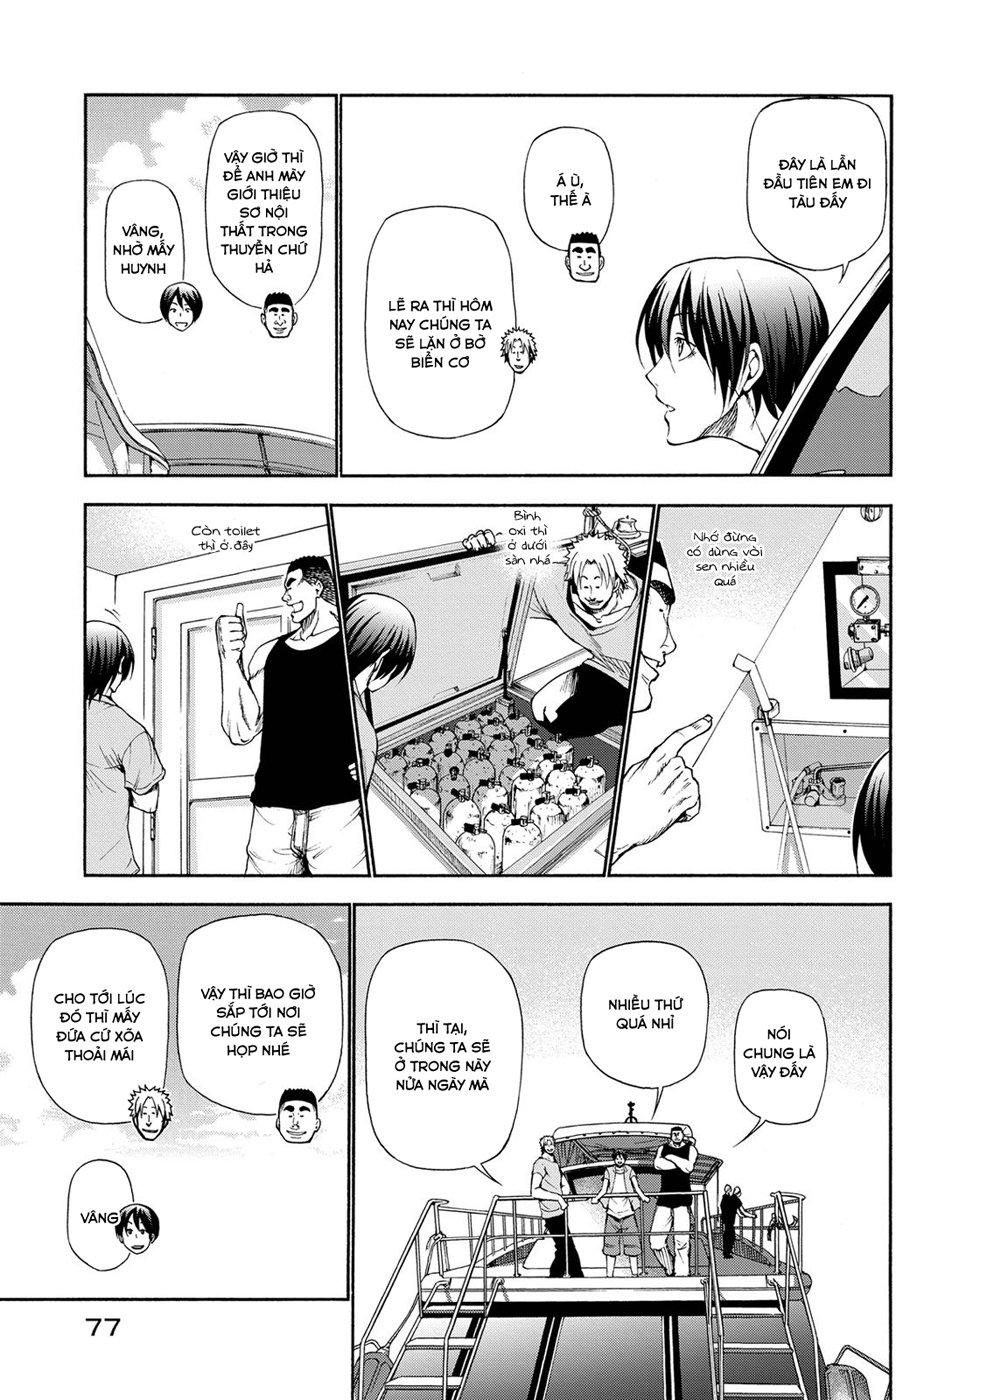 ĐÂY LÀ LẦN
ĐẦU TIÊN EM ĐI
TÀU ĐẤY
Á Ù,
THẾ À
LẼ RA THÌ HÔM
NAY CHÚNG TA
SẼ LẶN Ở BỜ
BIỂN CƠ
VẬY GIỜ THÌ
ĐỂ ANH MÀY
GIỚI THIỆU
SƠ NỘI
THẤT TRONG
THUYỀN CHỨ
HẢ
VÂNG,
NHỜ MẤY
HUYNH
Nhớ đừng
có dùng vòi
sen nhiều
quá
Bình
oxi thì
ở dưới
sàn nhá
Còn toilet
thì ở đây
NÓI
CHUNG LÀ
VẬY ĐẤY
NHIỀU THỨ
QUÁ NHỈ
THÌ TẠI,
CHÚNG TA SẼ
Ở TRONG NÀY
NỬA NGÀY MÀ
VẬY THÌ BAO GIỜ
SẮP TỚI NƠI
CHÚNG TA SẼ
HỌP NHÉ
CHO TỚI LÚC
ĐÓ THÌ MẤY
ĐỨA CỨ XÕA
THOẢI MÁI
VÂNG
77